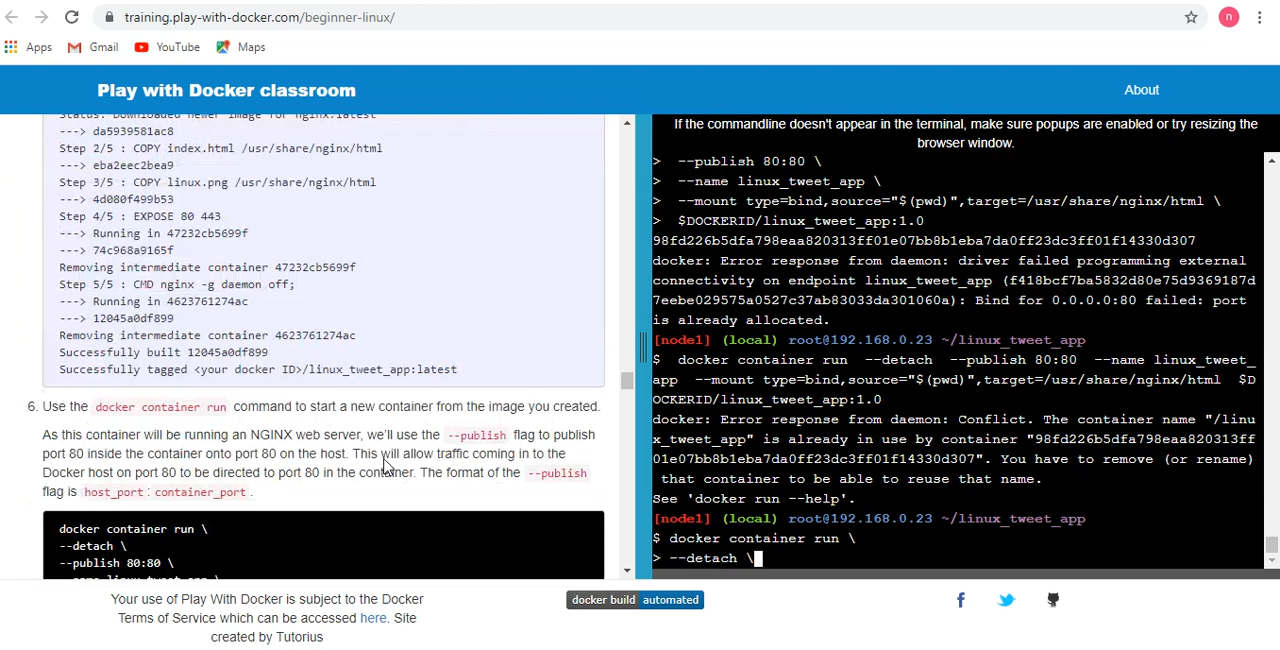 training.play-with-docker.com/beginner-linux/
n
Apps
Gmail
YouTube
Maps
Play with Docker classroom
About
Status: Downloaded newer image for nginx:latest
---> da5939581ac8
Step 2/5 : COPY index.html /usr/share/nginx/html
---> eba2eec2bea9
Step 3/5 : COPY linux.png /usr/share/nginx/html
---> 4d080f499b53
Step 4/5 : EXPOSE 80 443
---> Running in 47232cb5699f
---> 74c968a9165f
Removing intermediate container 47232cb5699f
Step 5/5 : CMD nginx -g daemon off;
---> Running in 4623761274ac
---> 12045a0df899
Removing intermediate container 4623761274ac
Successfully built 12045a0df899
Successfully tagged <your docker ID>/linux_tweet_app:latest
6. Use the docker container run command to start a new container from the image you created.
As this container will be running an NGINX web server, we'll use the --publish flag to publish
port 80 inside the container onto port 80 on the host. This will allow traffic coming in to the
Docker host on port 80 to be directed to port 80 in the container. The format of the --publish
flag is host_port:container_port.
docker container run \
--detach \
--publish 80:80 \
--name linux_tweet_app \
If the commandline doesn't appear in the terminal, make sure popups are enabled or try resizing the
browser window.
> --publish 80:80 \
> --name linux_tweet_app \
> --mount type=bind,source="$(pwd)",target=/usr/share/nginx/html \
> $DOCKERID/linux_tweet_app:1.0
98fd226b5dfa798eaa820313ff01e07bb8b1eba7da0ff23dc3ff01f14330d307
docker: Error response from daemon: driver failed programming external
connectivity on endpoint linux_tweet_app (f418bcf7ba5832d80e75d9369187d
7eebe029575a0527c37ab83033da301060a): Bind for 0.0.0.0:80 failed: port
is already allocated.
[node1] (local) root@192.168.0.23 ~/linux_tweet_app
$ docker container run --detach --publish 80:80 --name linux_tweet_
app --mount type=bind,source="$(pwd)",target=/usr/share/nginx/html $D
OCKERID/linux_tweet_app:1.0
docker: Error response from daemon: Conflict. The container name "/linu
x_tweet_app" is already in use by container "98fd226b5dfa798eaa820313ff
01e07bb8b1eba7da0ff23dc3ff01f14330d307". You have to remove (or rename)
that container to be able to reuse that name.
See 'docker run --help'.
[node1] (local) root@192.168.0.23 ~/linux_tweet_app
$ docker container run \
> --detach \
Your use of Play With Docker is subject to the Docker
Terms of Service which can be accessed here. Site
created by Tutorius
docker build automated